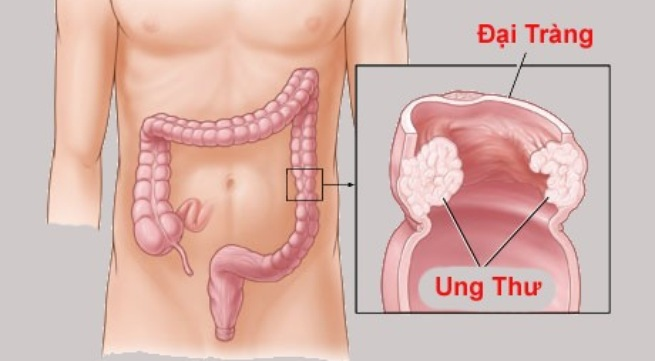 Đại Tràng
Ung Thư